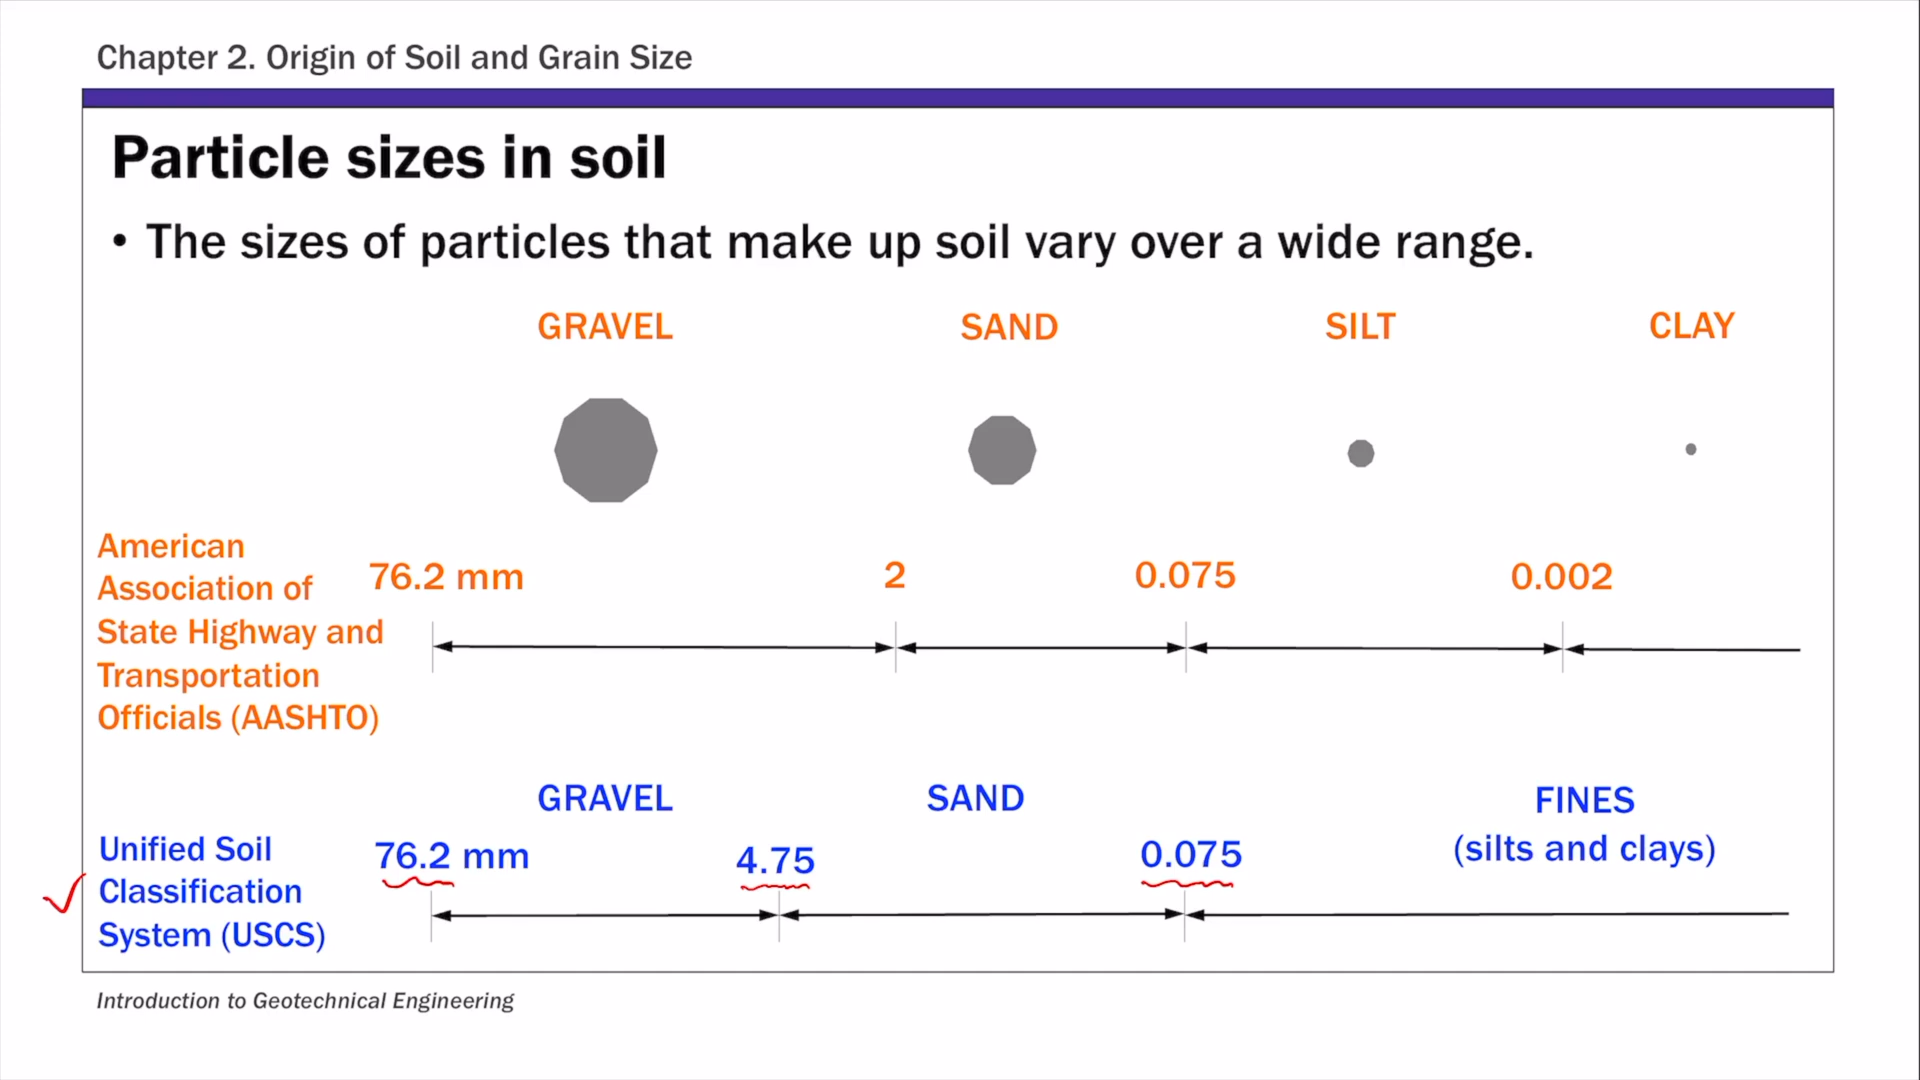 Chapter 2. Origin of Soil and Grain Size
Particle sizes in soil
• The sizes of particles that make up soil vary over a wide range.
GRAVEL SAND SILT CLAY
American
Association of
State Highway and
Transportation
Officials (AASHTO)
76.2 mm 2 0.075 0.002
GRAVEL SAND FINES
(silts and clays)
Unified Soil
Classification
System (USCS)
76.2 mm 4.75 0.075
Introduction to Geotechnical Engineering